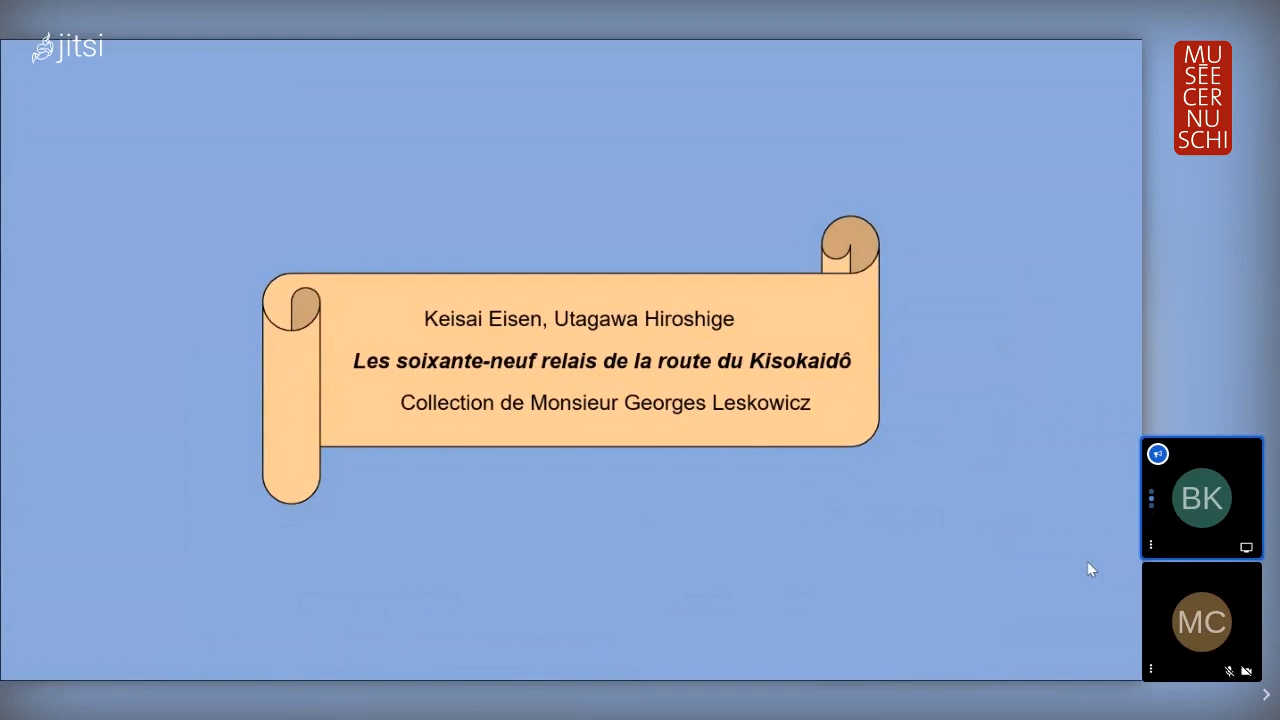 jitsi
MU
SÉE
CER
NU
SCHI
Keisai Eisen, Utagawa Hiroshige
Les soixante-neuf relais de la route du Kisokaidô
Collection de Monsieur Georges Leskowicz
BK
MC